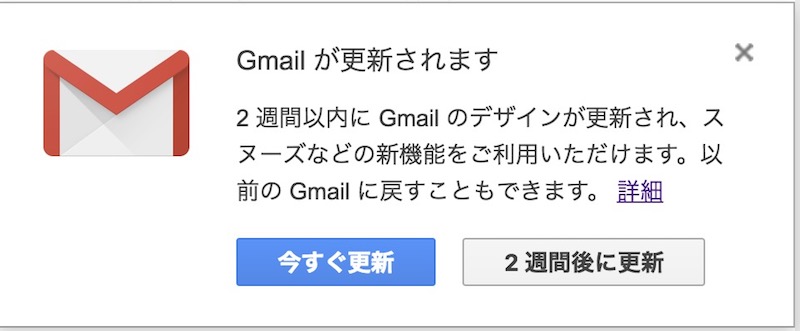 Gmail が更新されます
2 週間以内に Gmail のデザインが更新され、ス
ヌーズなどの新機能をご利用いただけます。以
前の Gmail に戻すこともできます。 詳細
今すぐ更新
2 週間後に更新